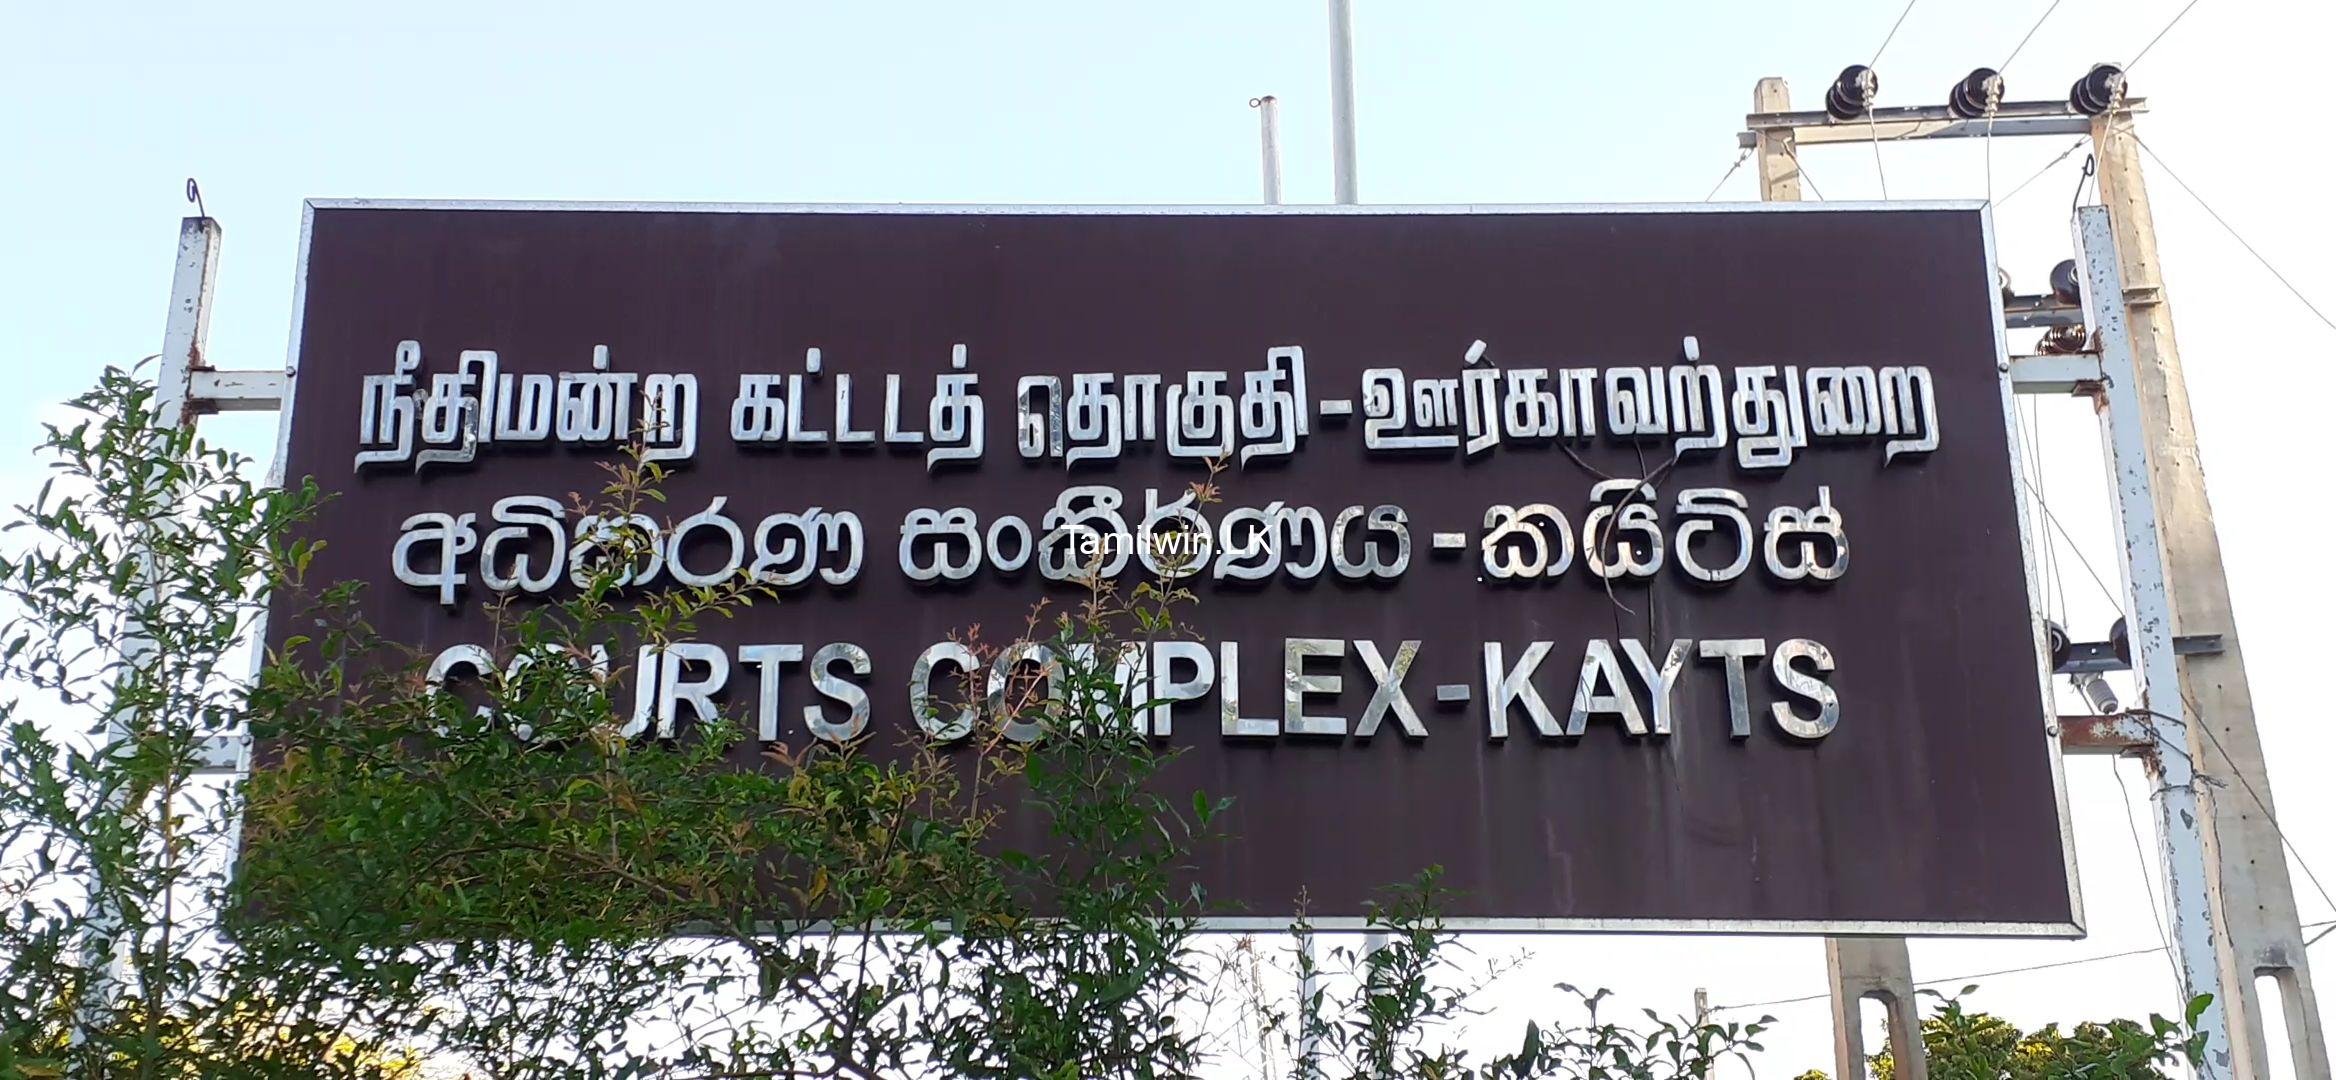 நீதிமன்ற கட்டடத் தொகுதி - ஊர்காவற்துறை
අධිකරණ සංකීර්ණය - කයිට්ස්
Tamilwin.LK
COURTS COMPLEX - KAYTS